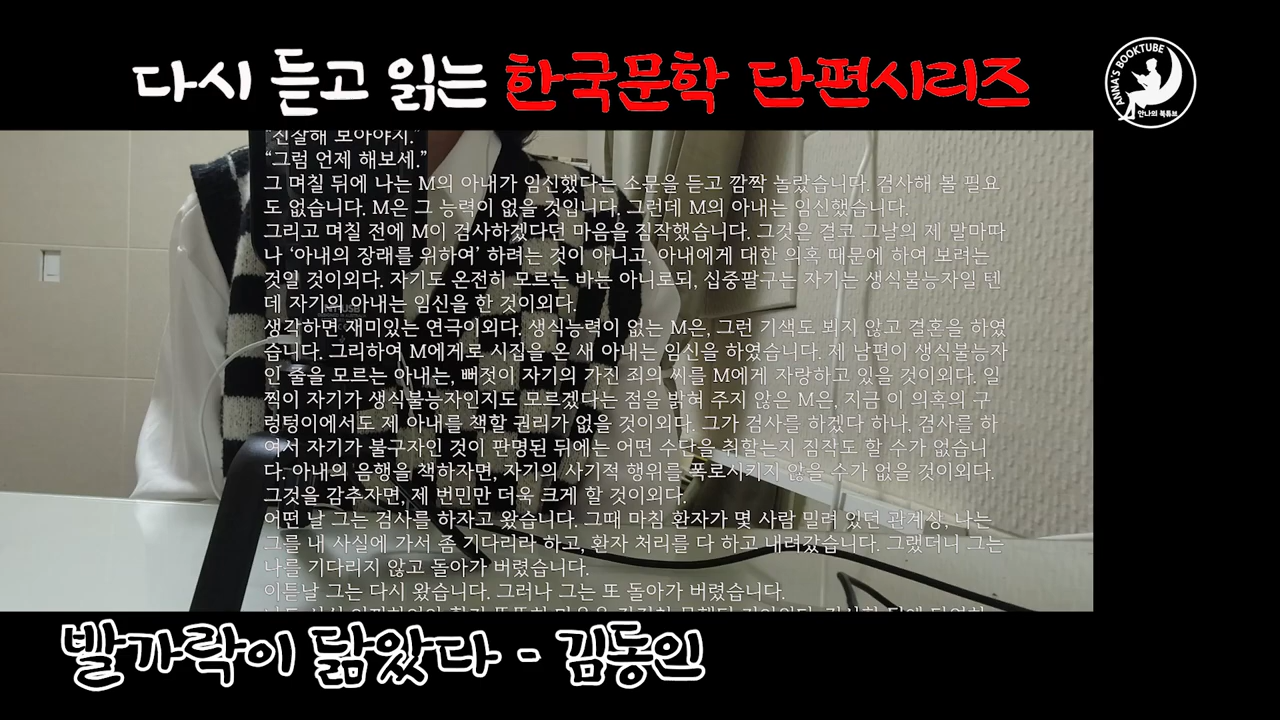 다시 듣고 읽는 한국문학 단편시리즈
ANNA'S BOOKTUBE
안나의 북튜브
“진찰해 보아야지.”
“그럼 언제 해보세.”
그 며칠 뒤에 나는 M의 아내가 임신했다는 소문을 듣고 깜짝 놀랐습니다. 검사해 볼 필요
도 없습니다. M은 그 능력이 없을 것입니다. 그런데 M의 아내는 임신했습니다.
그리고 며칠 전에 M이 검사하겠다던 마음을 짐작했습니다. 그것은 결코 그날의 제 말마따
나 ‘아내의 장래를 위하여’ 하려는 것이 아니고, 아내에게 대한 의혹 때문에 하여 보려는
것일 것이외다. 자기도 온전히 모르는 바는 아니로되, 십중팔구는 자기는 생식불능자일 텐
데 자기의 아내는 임신을 한 것이외다.
생각하면 재미있는 연극이외다. 생식능력이 없는 M은, 그런 기색도 뵈지 않고 결혼을 하였
습니다. 그리하여 M에게로 시집을 온 새 아내는 임신을 하였습니다. 제 남편이 생식불능자
인 줄을 모르는 아내는, 뻐젓이 자기의 가진 죄의 씨를 M에게 자랑하고 있을 것이외다. 일
찍이 자기가 생식불능자인지도 모르겠다는 점을 밝혀 주지 않은 M은, 지금 이 의혹의 구
렁텅이에서도 제 아내를 책할 권리가 없을 것이외다. 그가 검사를 하겠다 하나, 검사를 하
여서 자기가 불구자인 것이 판명된 뒤에는 어떤 수단을 취할는지 짐작도 할 수가 없습니
다. 아내의 음행을 책하자면, 자기의 사기적 행위를 폭로시키지 않을 수가 없을 것이외다.
그것을 감추자면, 제 번민만 더욱 크게 할 것이외다.
어떤 날 그는 검사를 하자고 왔습니다. 그때 마침 환자가 몇 사람 밀려 있던 관계상, 나는
그를 내 사실에 가서 좀 기다리라 하고, 환자 처리를 다 하고 내려갔습니다. 그랬더니 그는
나를 기다리지 않고 돌아가 버렸습니다.
이튿날 그는 다시 왔습니다. 그러나 그는 또 돌아가 버렸습니다.
발가락이 닮았다 - 김동인